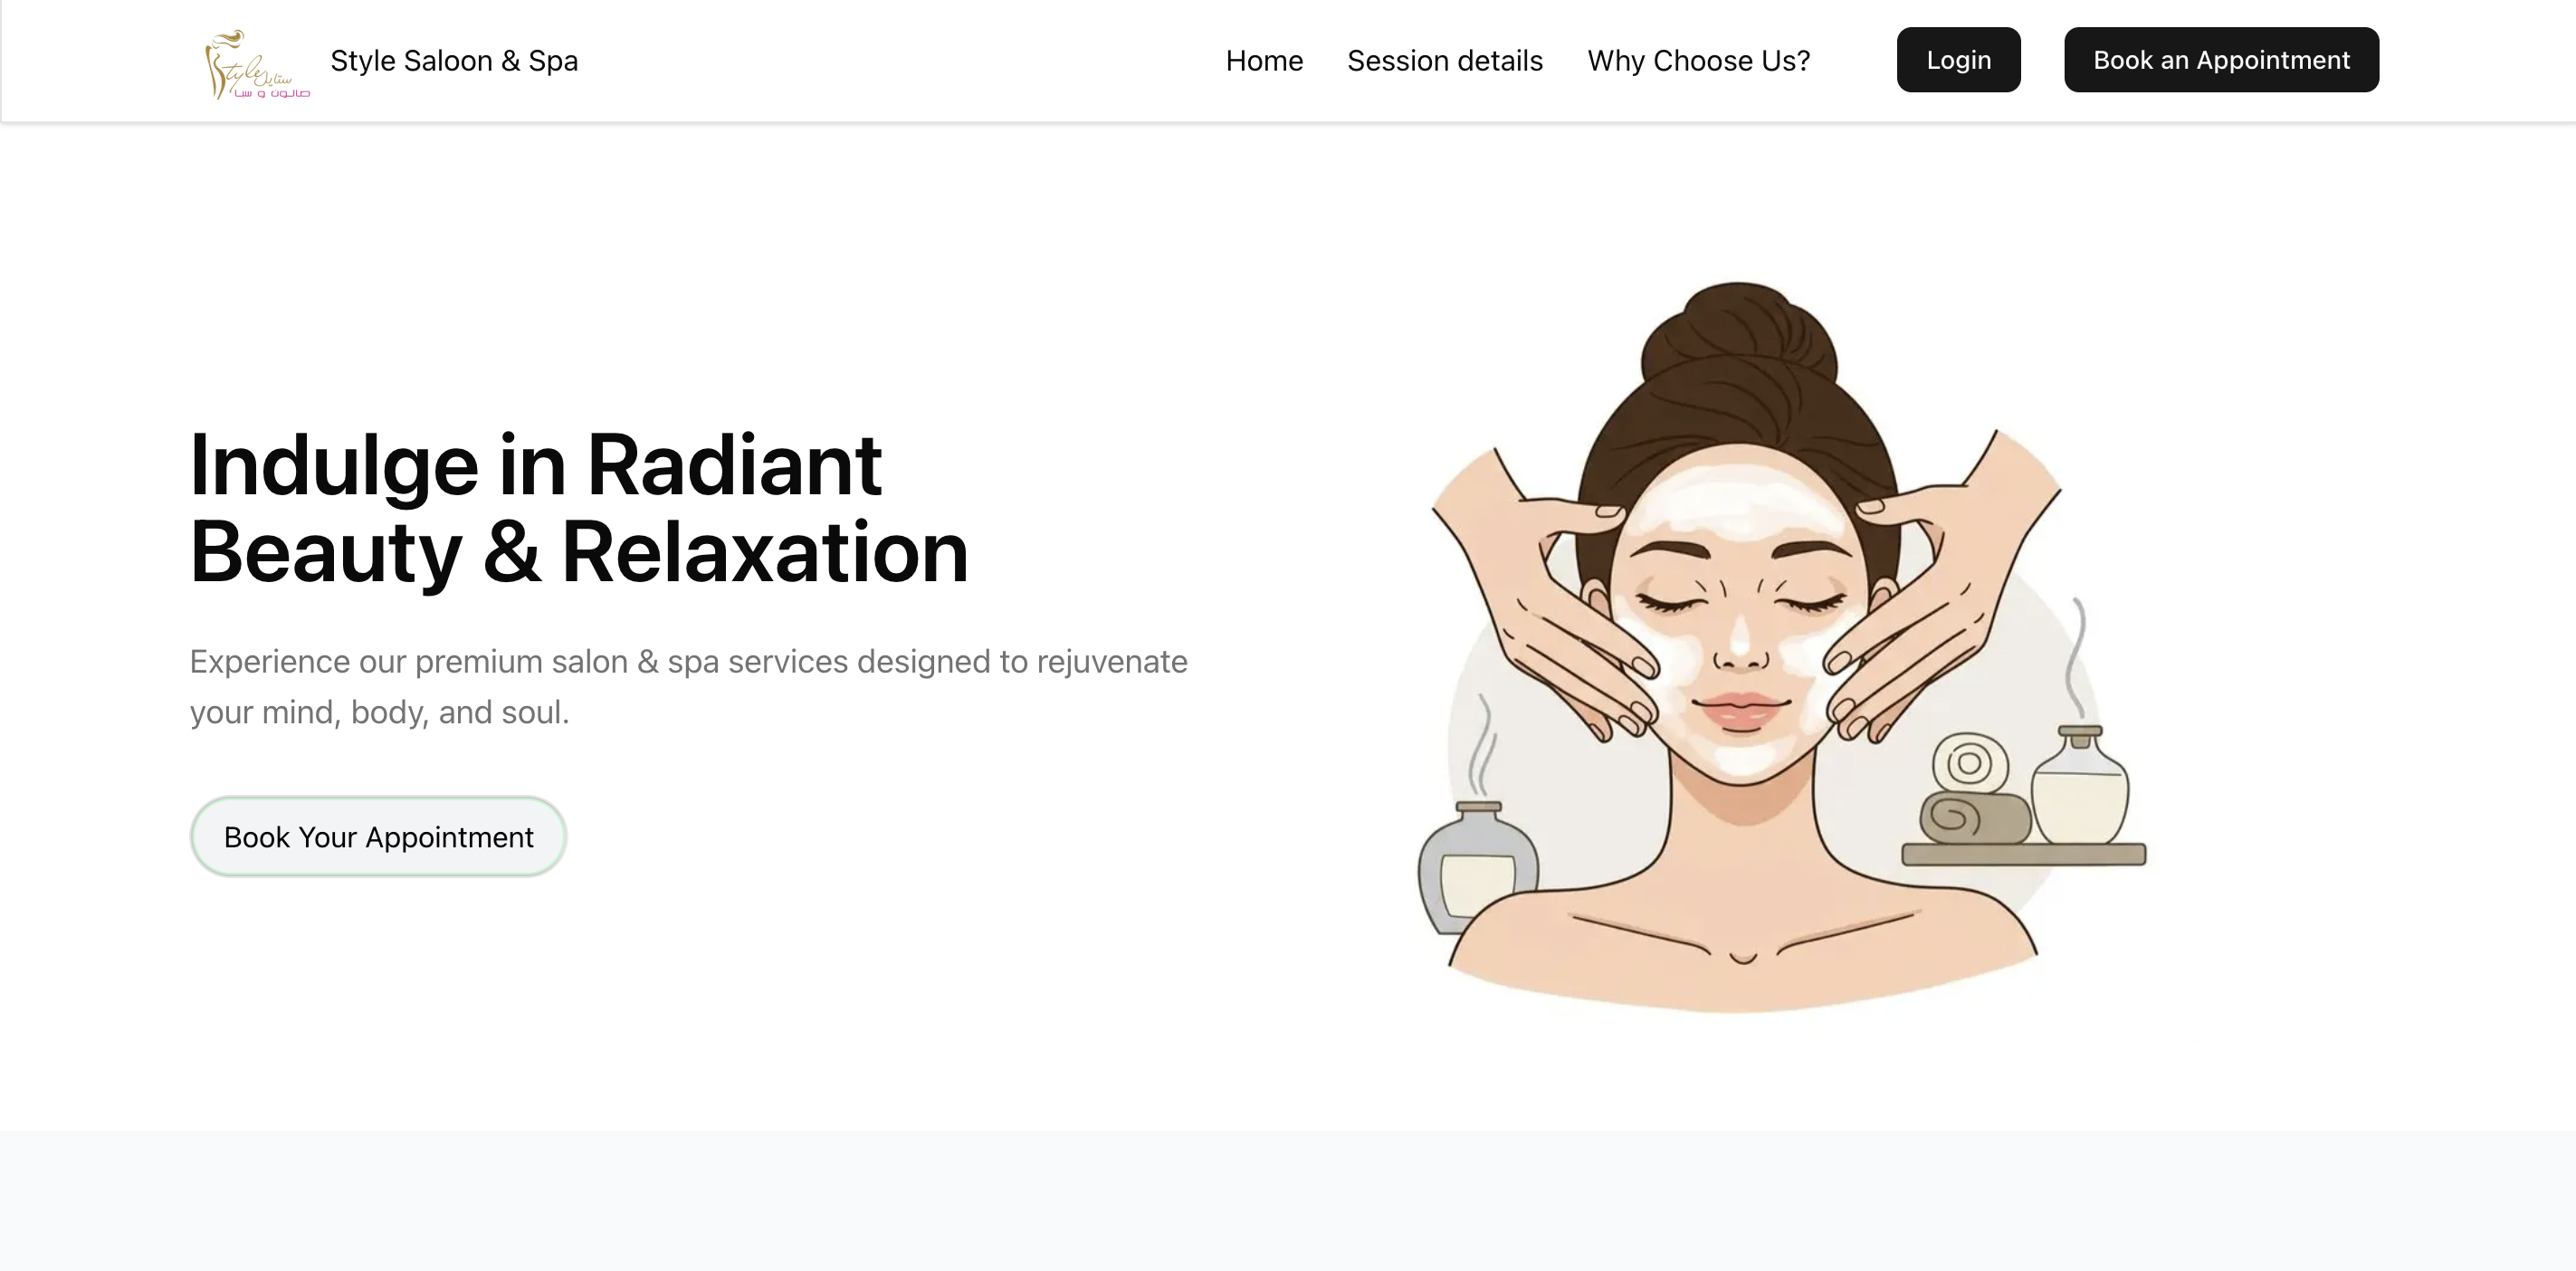 Style ستايل
صالون و سبا
Style Saloon & Spa
Home
Session details
Why Choose Us?
Login
Book an Appointment
Indulge in Radiant
Beauty & Relaxation
Experience our premium salon & spa services designed to rejuvenate
your mind, body, and soul.
Book Your Appointment